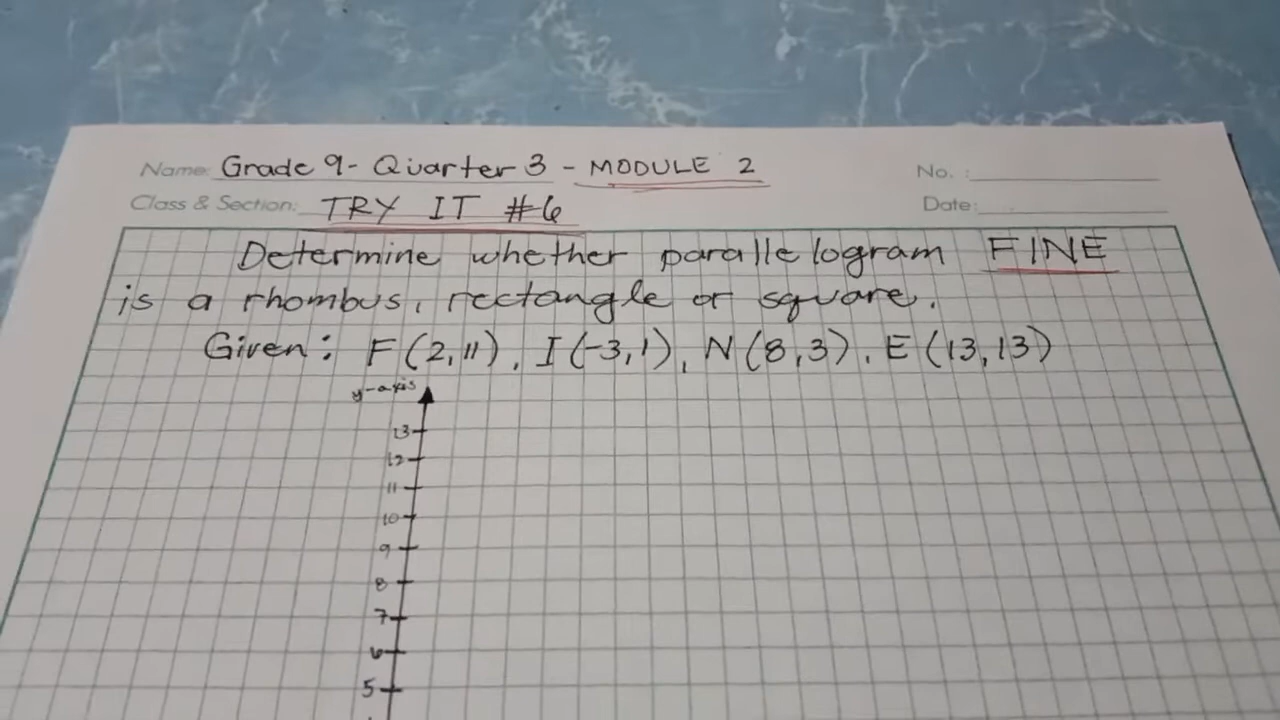 Name: Grade 9 - Quarter 3 - MODULE 2
No. :
Class & Section: TRY IT #6
Date:
Determine whether parallelogram FINE
is a rhombus, rectangle or square.
Given: F(2,11), I(-3,1), N(8,3), E(13,13)
y-axis
13
12
11
10
9
8
7
6
5